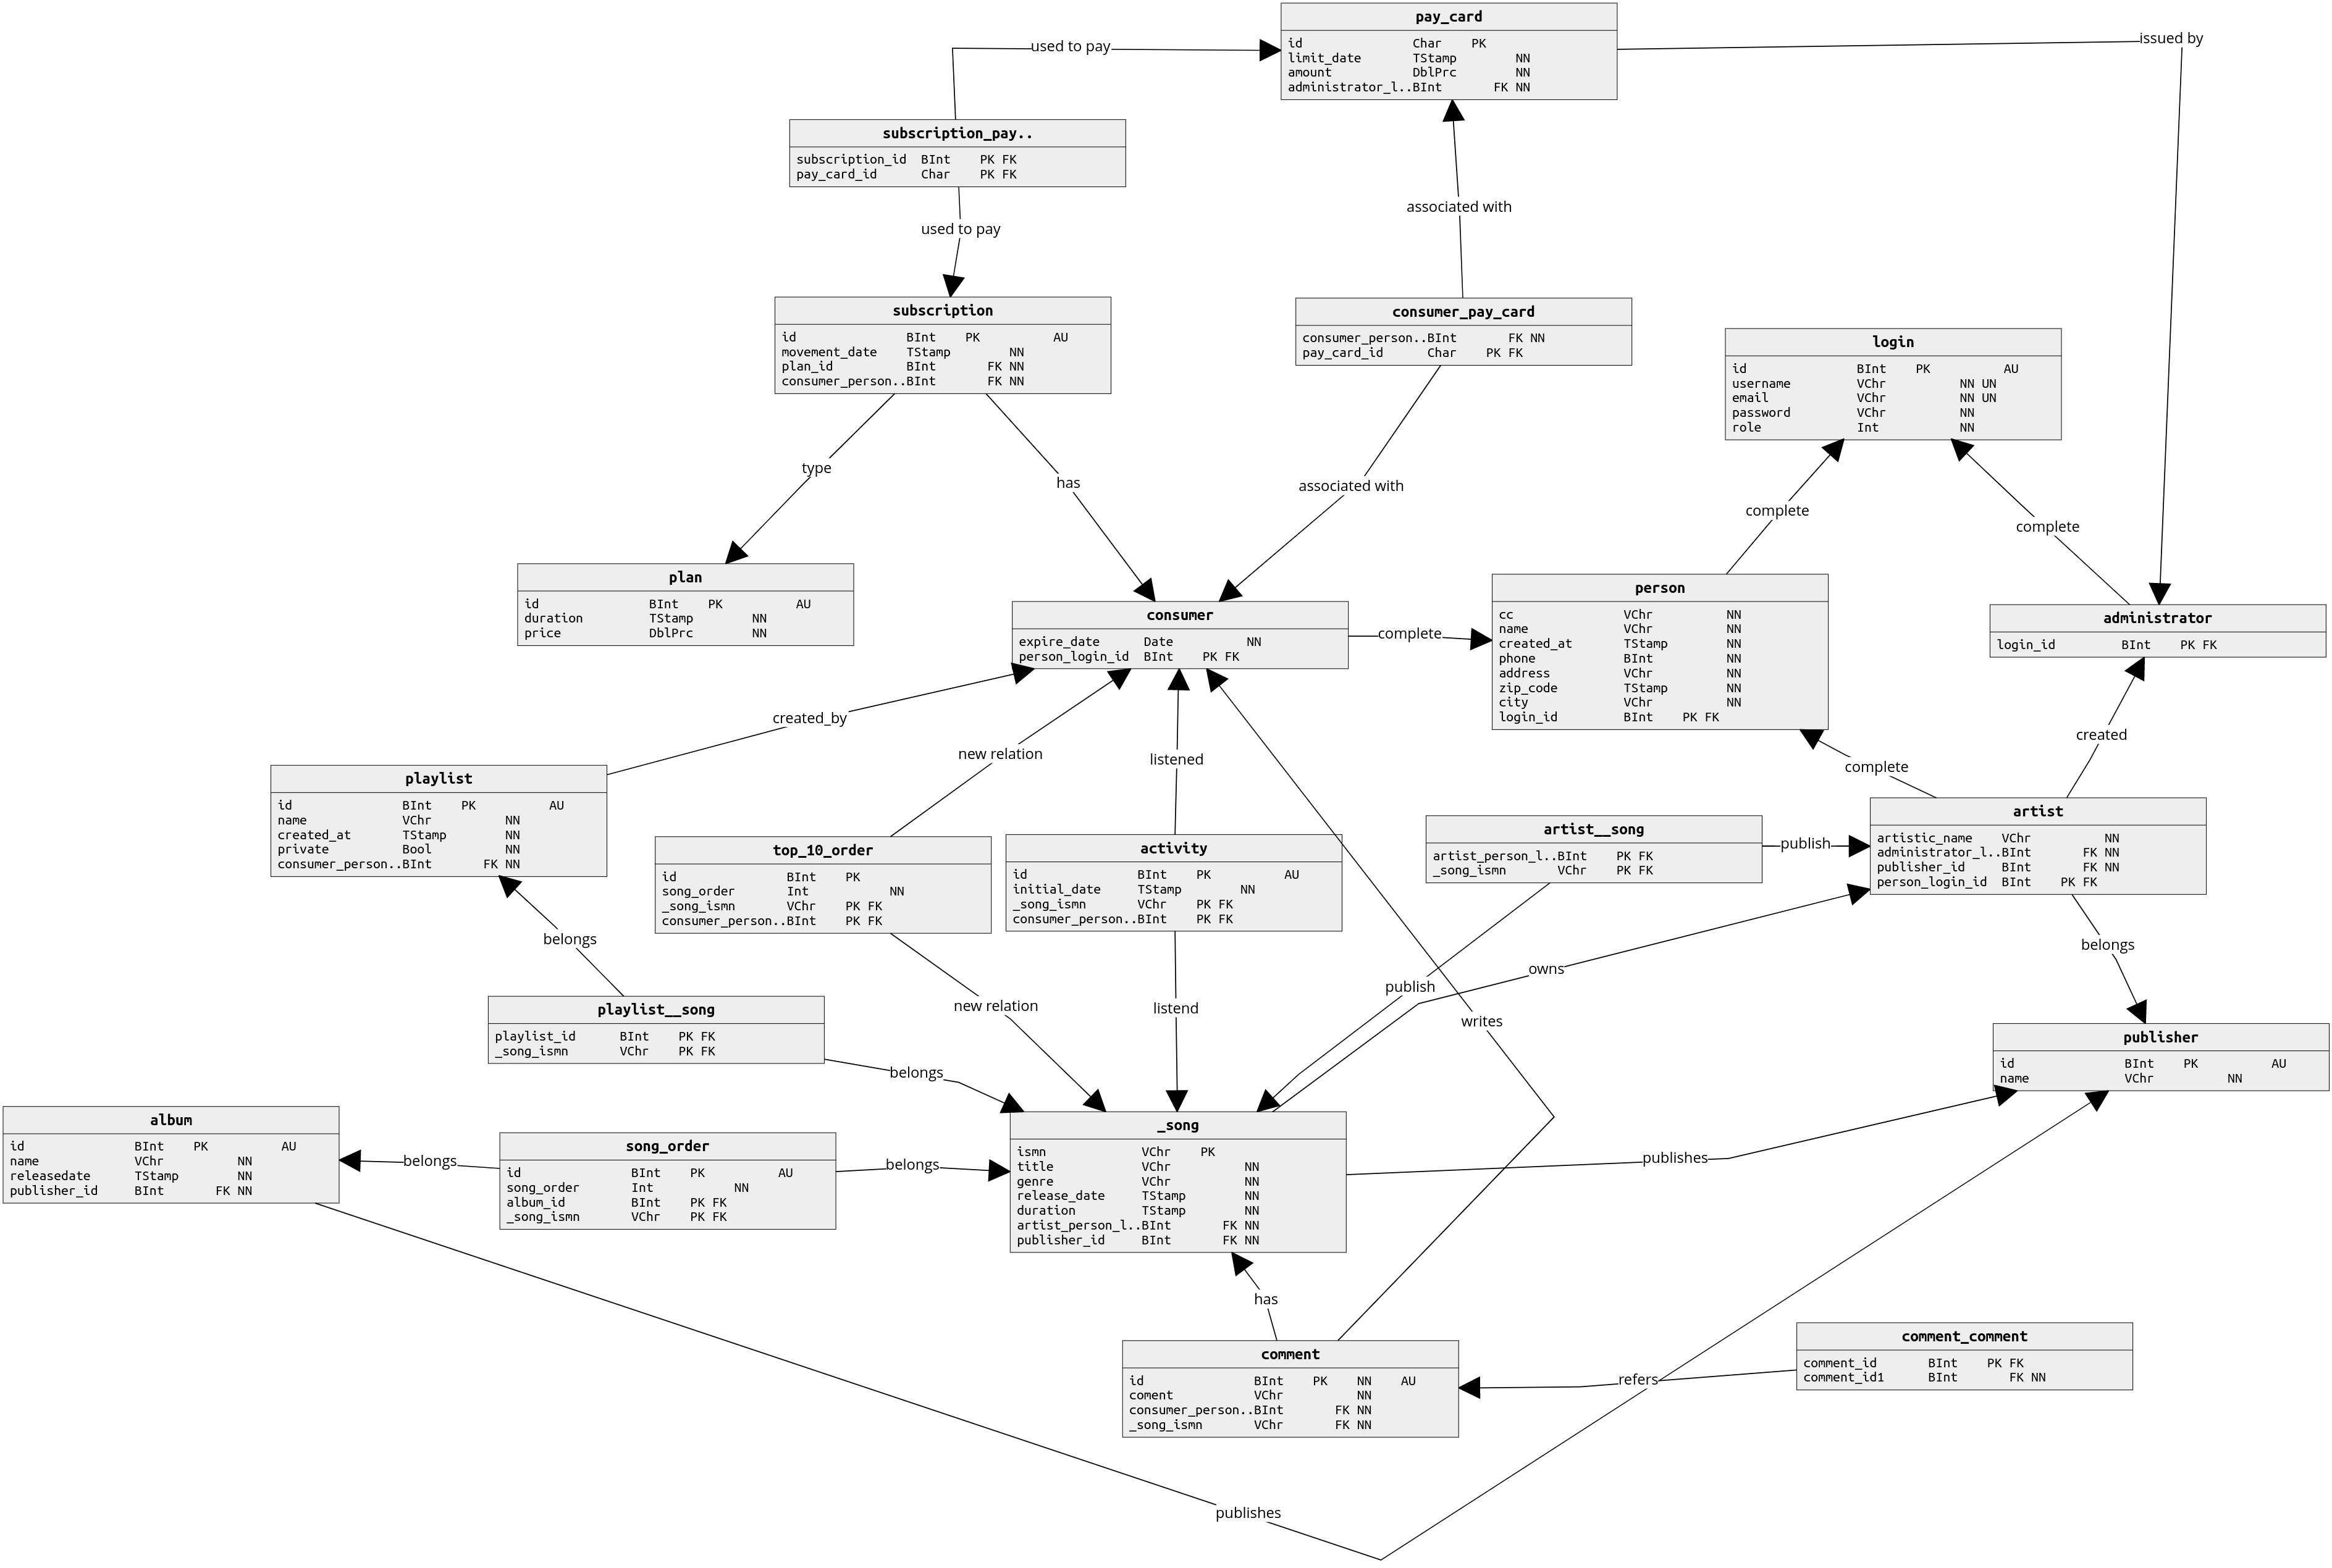 pay_card
id Char PK
limit_date TStamp NN
amount DblPrc NN
administrator_l..BInt FK NN
used to pay
issued by
subscription_pay..
subscription_id BInt PK FK
pay_card_id Char PK FK
associated with
used to pay
subscription
id BInt PK AU
movement_date TStamp NN
plan_id BInt FK NN
consumer_person..BInt FK NN
consumer_pay_card
consumer_person..BInt FK NN
pay_card_id Char PK FK
login
id BInt PK AU
username VChr NN UN
email VChr NN UN
password VChr NN
role Int NN
type
has
associated with
complete
complete
plan
id BInt PK AU
duration TStamp NN
price DblPrc NN
consumer
expire_date Date NN
person_login_id BInt PK FK
complete
person
cc VChr NN
name VChr NN
created_at TStamp NN
phone BInt NN
address VChr NN
zip_code TStamp NN
city VChr NN
login_id BInt PK FK
administrator
login_id BInt PK FK
created_by
new relation
listened
created
complete
playlist
id BInt PK AU
name VChr NN
created_at TStamp NN
private Bool NN
consumer_person..BInt FK NN
top_10_order
id BInt PK
song_order Int NN
_song_ismn VChr PK FK
consumer_person..BInt PK FK
activity
id BInt PK AU
initial_date TStamp NN
_song_ismn VChr PK FK
consumer_person..BInt PK FK
artist__song
artist_person_l..BInt PK FK
_song_ismn VChr PK FK
publish
artist
artistic_name VChr NN
administrator_l..BInt FK NN
publisher_id BInt FK NN
person_login_id BInt PK FK
belongs
belongs
owns
publish
new relation
listend
writes
playlist__song
playlist_id BInt PK FK
_song_ismn VChr PK FK
belongs
publisher
id BInt PK AU
name VChr NN
album
id BInt PK AU
name VChr NN
releasedate TStamp NN
publisher_id BInt FK NN
belongs
song_order
id BInt PK AU
song_order Int NN
album_id BInt PK FK
_song_ismn VChr PK FK
belongs
_song
ismn VChr PK
title VChr NN
genre VChr NN
release_date TStamp NN
duration TStamp NN
artist_person_l..BInt FK NN
publisher_id BInt FK NN
publishes
has
comment
id BInt PK NN AU
coment VChr NN
consumer_person..BInt FK NN
_song_ismn VChr FK NN
refers
comment_comment
comment_id BInt PK FK
comment_id1 BInt FK NN
publishes